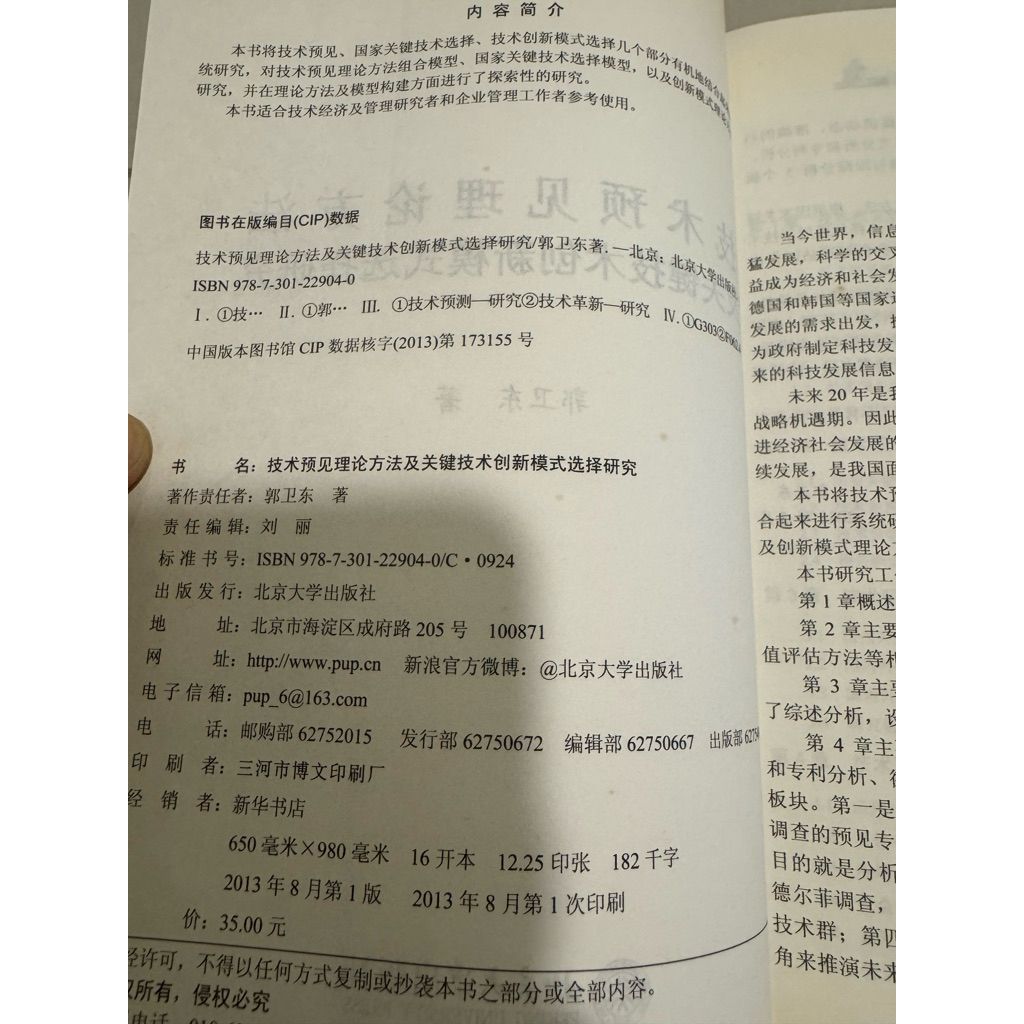 内 容 简 介
本书将技术预见、国家关键技术选择、技术创新模式选择几个部分有机地结合起来
统研究，对技术预见理论方法组合模型、国家关键技术选择模型，以及创新模式理论
研究，并在理论方法及模型构建方面进行了探索性的研究。
本书适合技术经济及管理研究者和企业管理工作者参考使用。
图书在版编目(CIP)数据
技术预见理论方法及关键技术创新模式选择研究/郭卫东著. —北京：北京大学出版
ISBN 978-7-301-22904-0
Ⅰ. ①技… Ⅱ. ①郭… Ⅲ. ①技术预测—研究②技术革新—研究 Ⅳ. ①G303②F062.
中国版本图书馆 CIP 数据核字(2013)第 173155 号
书 名：技术预见理论方法及关键技术创新模式选择研究
著作责任者：郭卫东 著
责任编辑：刘 丽
标准书号：ISBN 978-7-301-22904-0/C·0924
出版发行：北京大学出版社
地 址：北京市海淀区成府路 205 号 100871
网 址：http://www.pup.cn 新浪官方微博：@北京大学出版社
电子信箱：pup_6@163.com
电 话：邮购部 62752015 发行部 62750672 编辑部 62750667 出版部 6275
印 刷 者：三河市博文印刷厂
经 销 者：新华书店
650 毫米×980 毫米 16 开本 12.25 印张 182 千字
2013 年 8 月第 1 版 2013 年 8 月第 1 次印刷
价：35.00 元
经许可，不得以任何方式复制或抄袭本书之部分或全部内容。
权所有，侵权必究
当今世界，信息
猛发展，科学的交叉
益成为经济和社会发
德国和韩国等国家
发展的需求出发，
为政府制定科技发
来的科技发展信息
未来 20 年是我
战略机遇期。因此
进经济社会发展的
续发展，是我国面
本书将技术预
合起来进行系统研
及创新模式理论
本书研究工
第 1 章概述
第 2 章主要
值评估方法等
第 3 章主要
了综述分析，设
第 4 章主
和专利分析、
板块。第一是
调查的预见专
目的就是分析
德尔菲调查，
技术群；第四
角来推演未来